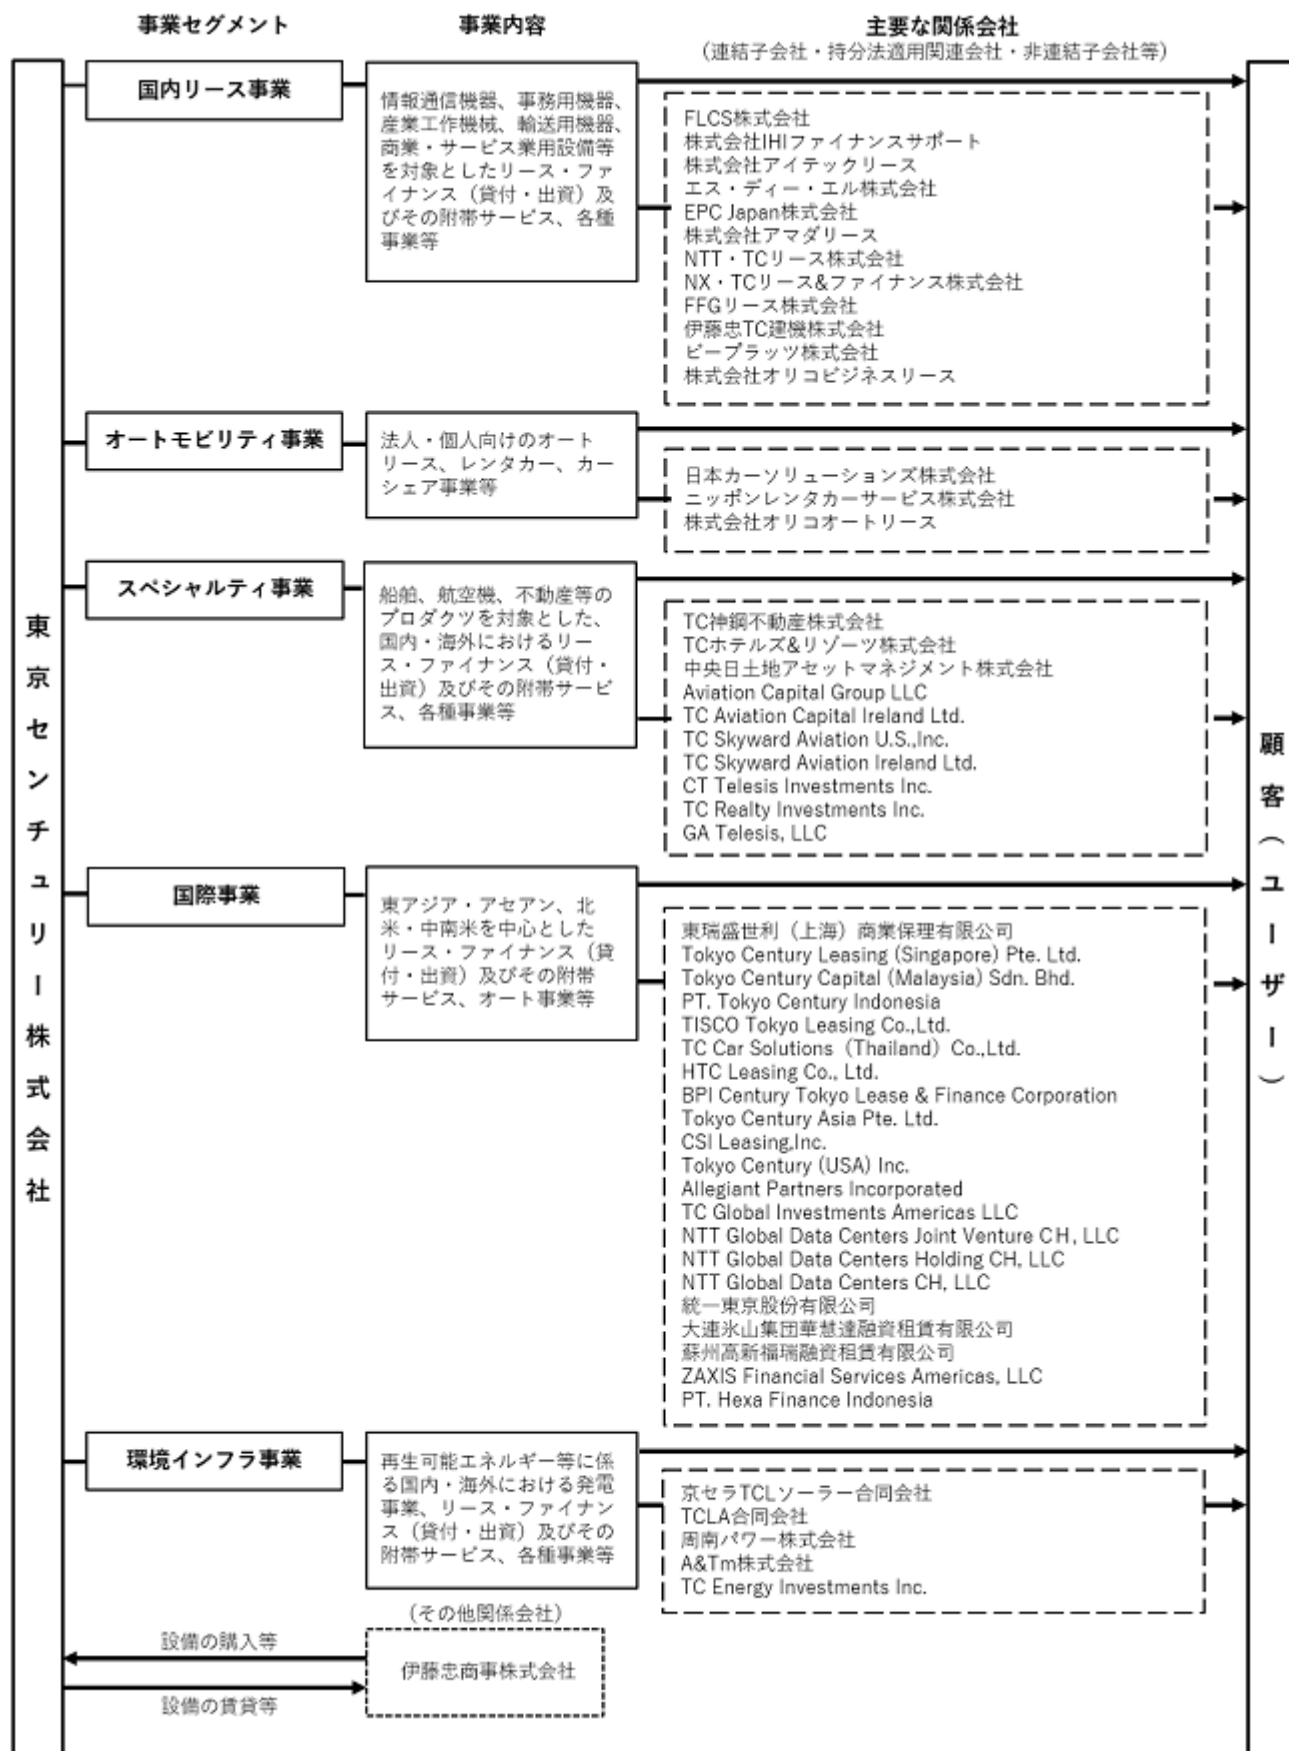 事業セグメント
事業内容
主要な関係会社
(連結子会社・持分法適用関連会社・非連結子会社等)
東京センチュリー株式会社
国内リース事業
情報通信機器、事務用機器、
産業工作機械、輸送用機器、
商業・サービス業用設備等
を対象としたリース・ファ
イナンス（貸付・出資）及
びその附帯サービス、各種
事業等
FLCS株式会社
株式会社IHIファイナンスサポート
株式会社アイテックリース
エス・ディー・エル株式会社
EPC Japan株式会社
株式会社アマダリース
NTT・TCリース株式会社
NX・TCリース&ファイナンス株式会社
FFGリース株式会社
伊藤忠TC建機株式会社
ビープラッツ株式会社
株式会社オリコビジネスリース
オートモビリティ事業
法人・個人向けのオート
リース、レンタカー、カー
シェア事業等
日本カーソリューションズ株式会社
ニッポンレンタカーサービス株式会社
株式会社オリコオートリース
スペシャルティ事業
船舶、航空機、不動産等の
プロダクツを対象とした、
国内・海外におけるリー
ス・ファイナンス（貸付・
出資）及びその附帯サービ
ス、各種事業等
TC神鋼不動産株式会社
TCホテルズ&リゾーツ株式会社
中央日土地アセットマネジメント株式会社
Aviation Capital Group LLC
TC Aviation Capital Ireland Ltd.
TC Skyward Aviation U.S.,Inc.
TC Skyward Aviation Ireland Ltd.
CT Telesis Investments Inc.
TC Realty Investments Inc.
GA Telesis, LLC
国際事業
東アジア・アセアン、北
米・中南米を中心とした
リース・ファイナンス（貸
付・出資）及びその附帯
サービス、オート事業等
東瑞盛世利（上海）商業保理有限公司
Tokyo Century Leasing (Singapore) Pte. Ltd.
Tokyo Century Capital (Malaysia) Sdn. Bhd.
PT. Tokyo Century Indonesia
TISCO Tokyo Leasing Co.,Ltd.
TC Car Solutions（Thailand）Co.,Ltd.
HTC Leasing Co., Ltd.
BPI Century Tokyo Lease & Finance Corporation
Tokyo Century Asia Pte. Ltd.
CSI Leasing,Inc.
Tokyo Century (USA) Inc.
Allegiant Partners Incorporated
TC Global Investments Americas LLC
NTT Global Data Centers Joint Venture CH, LLC
NTT Global Data Centers Holding CH, LLC
NTT Global Data Centers CH, LLC
統一東京股份有限公司
大連氷山集団華慧達融資租賃有限公司
蘇州高新福瑞融資租賃有限公司
ZAXIS Financial Services Americas, LLC
PT. Hexa Finance Indonesia
環境インフラ事業
再生可能エネルギー等に係
る国内・海外における発電
事業、リース・ファイナン
ス（貸付・出資）及びその
附帯サービス、各種事業等
京セラTCLソーラー合同会社
TCLA合同会社
周南パワー株式会社
A&Tm株式会社
TC Energy Investments Inc.
(その他関係会社)
設備の購入等
伊藤忠商事株式会社
設備の賃貸等
顧客（ユーザー）